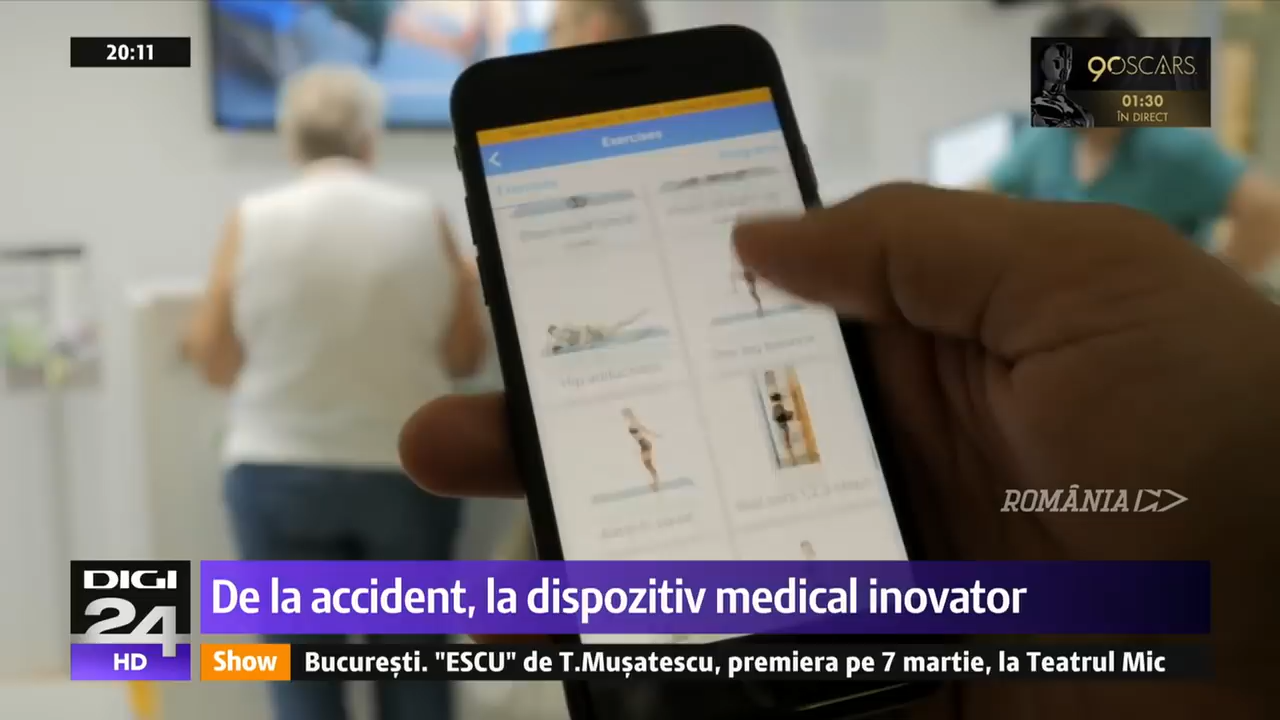 20:11
90SCARS
01:30
ÎN DIRECT
Exercises
Exercises
ROMÂNIA
DIGI
24
HD
De la accident, la dispozitiv medical inovator
Show
București. "ESCU" de T.Mușatescu, premiera pe 7 martie, la Teatrul Mic